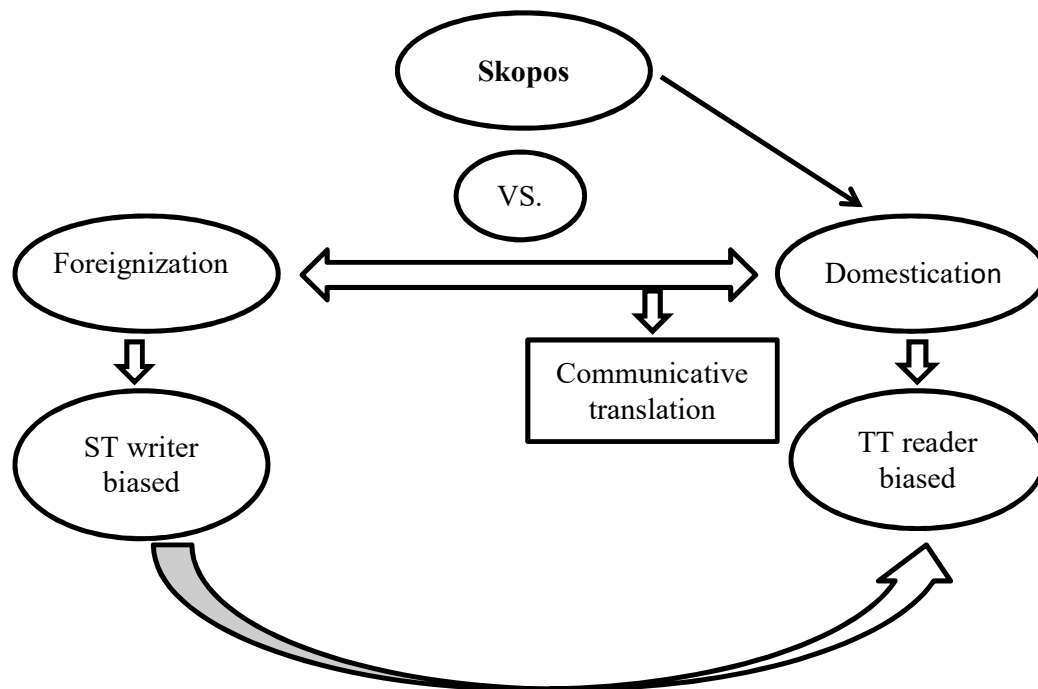 Skopos
VS.
Foreignization
Domestication
Communicative
translation
ST writer
biased
TT reader
biased